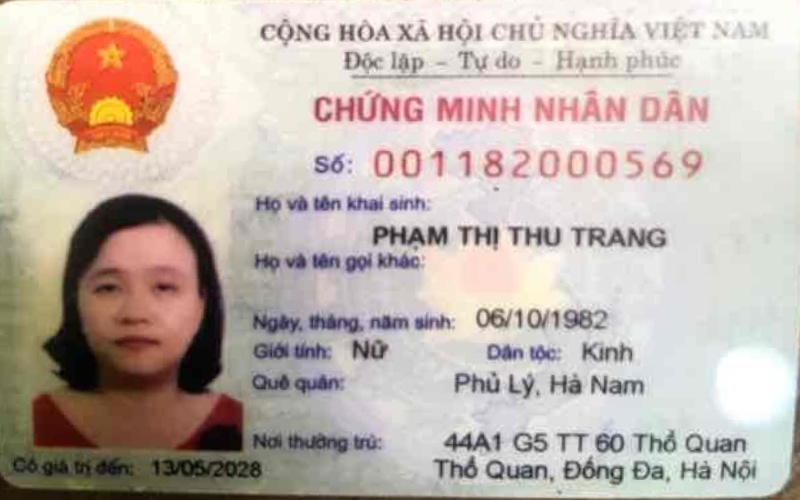 CỘNG HÒA XÃ HỘI CHỦ NGHĨA VIỆT NAM
Độc lập – Tự do – Hạnh phúc
CHỨNG MINH NHÂN DÂN
Số: 001182000569
Họ và tên khai sinh:
PHẠM THỊ THU TRANG
Họ và tên gọi khác:
Ngày, tháng, năm sinh: 06/10/1982
Giới tính: Nữ Dân tộc: Kinh
Quê quán: Phủ Lý, Hà Nam
Nơi thường trú: 44A1 G5 TT 60 Thổ Quan
Thổ Quan, Đống Đa, Hà Nội
Có giá trị đến: 13/05/2028